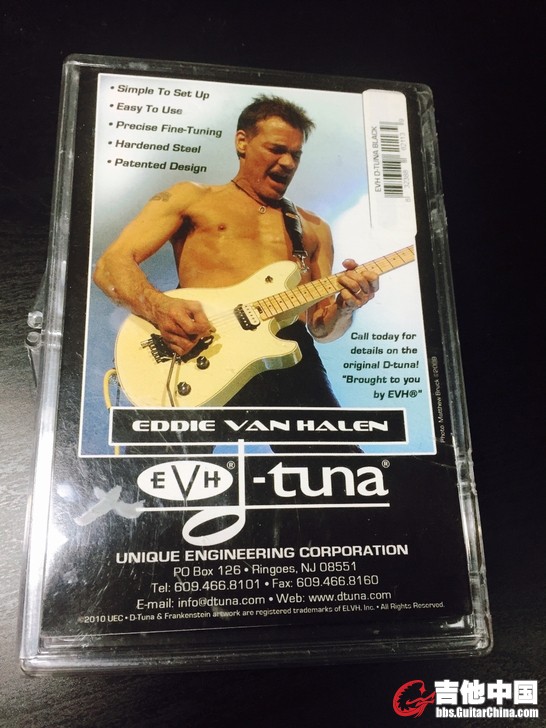 • Simple To Set Up
• Easy To Use
• Precise Fine-Tuning
• Hardened Steel
• Patented Design
EVH D-TUNA BLACK
Call today for
details on the
original D-tuna!
"Brought to you
by EVH®"
Photo: Matthew Bruck ©2009
EDDIE VAN HALEN
EVH® d-tuna®
UNIQUE ENGINEERING CORPORATION
PO Box 126 • Ringoes, NJ 08551
Tel: 609.466.8101 • Fax: 609.466.8160
E-mail: info@dtuna.com • Web: www.dtuna.com
©2010 UEC • D-Tuna & Frankenstein artwork are registered trademarks of ELVH, Inc. • All Rights Reserved.
吉他中国
bbs.GuitarChina.com